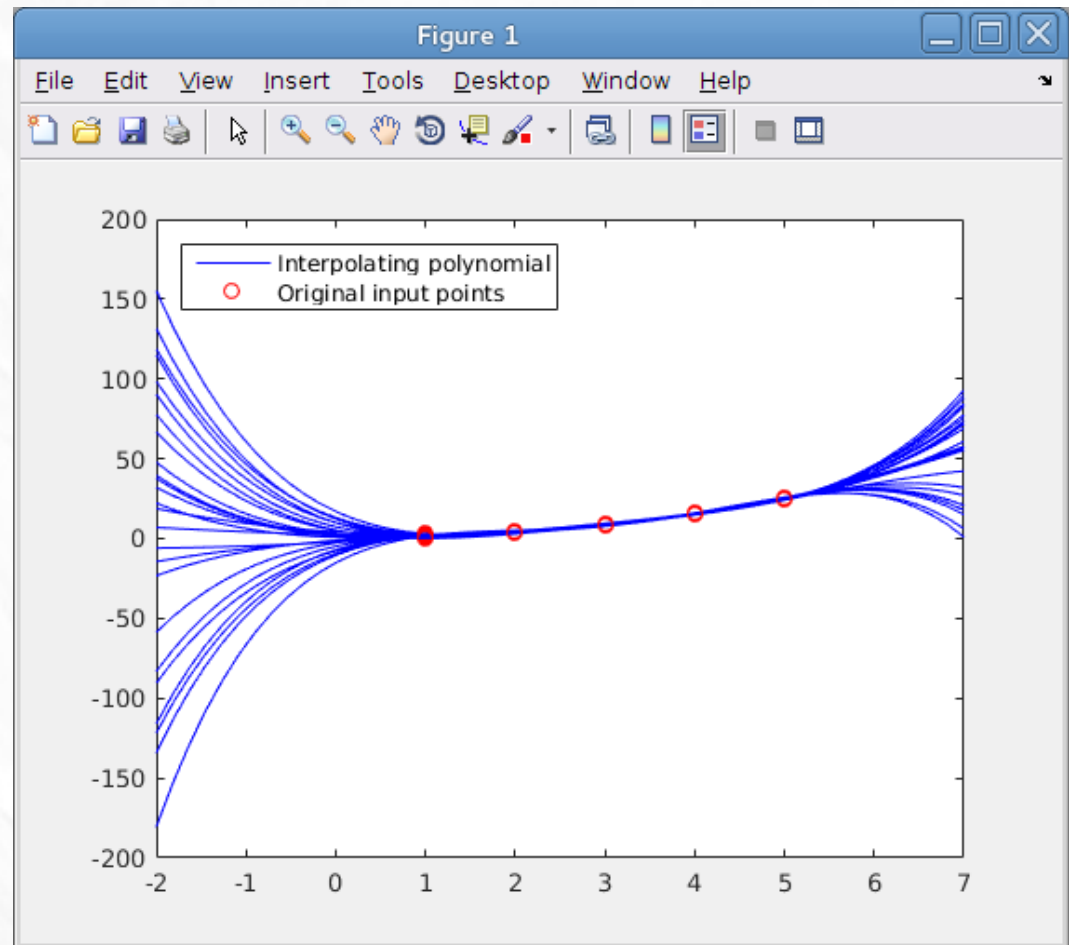 Figure 1
File Edit View Insert Tools Desktop Window Help
200
150
100
50
0
-50
-100
-150
-200
Interpolating polynomial
Original input points
-2 -1 0 1 2 3 4 5 6 7